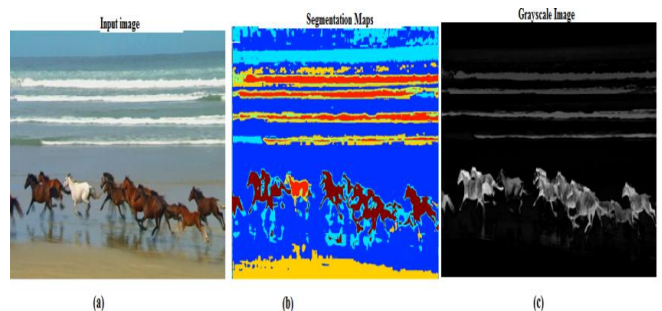 Input image
Segmentation Maps
Grayscale Image
(a)
(b)
(c)